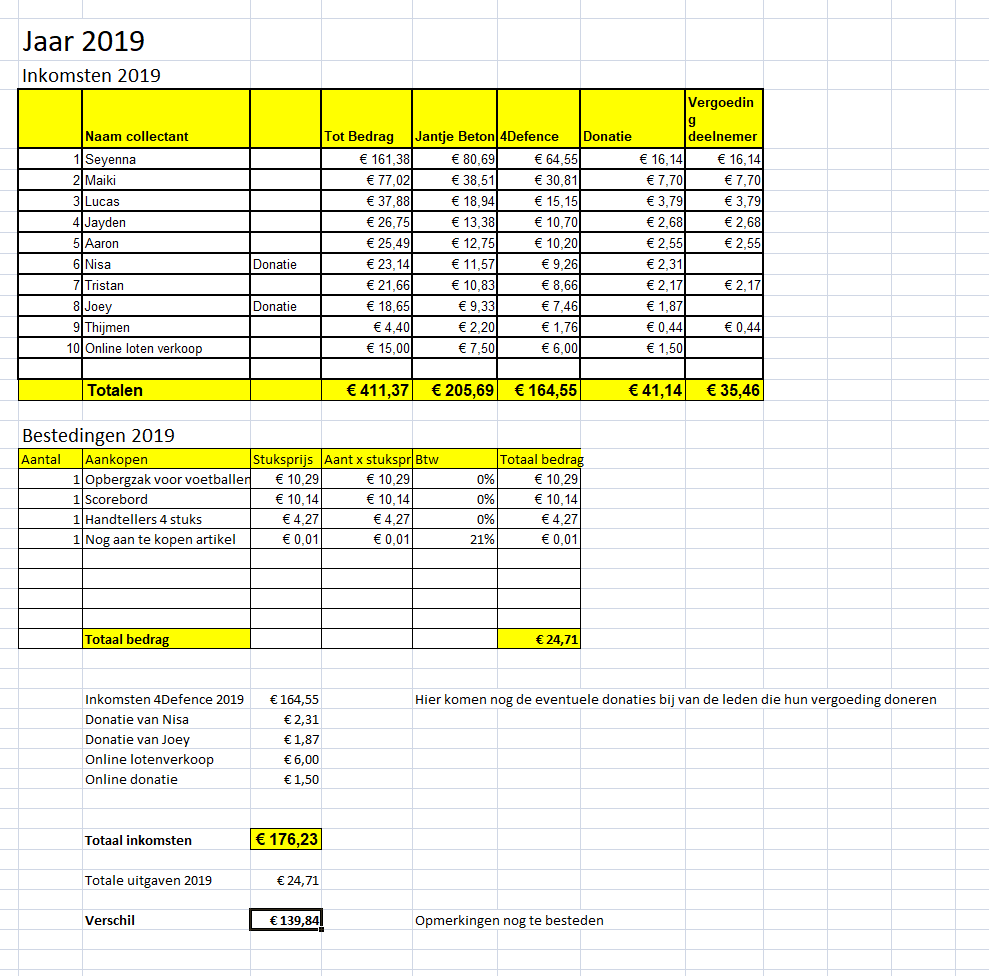 Jaar 2019
Inkomsten 2019
Naam collectant Tot Bedrag Jantje Beton 4Defence Donatie Vergoedin
g
deelnemer
1 Seyenna € 161,38 € 80,69 € 64,55 € 16,14 € 16,14
2 Maiki € 77,02 € 38,51 € 30,81 € 7,70 € 7,70
3 Lucas € 37,88 € 18,94 € 15,15 € 3,79 € 3,79
4 Jayden € 26,75 € 13,38 € 10,70 € 2,68 € 2,68
5 Aaron € 25,49 € 12,75 € 10,20 € 2,55 € 2,55
6 Nisa Donatie € 23,14 € 11,57 € 9,26 € 2,31
7 Tristan € 21,66 € 10,83 € 8,66 € 2,17 € 2,17
8 Joey Donatie € 18,65 € 9,33 € 7,46 € 1,87
9 Thijmen € 4,40 € 2,20 € 1,76 € 0,44 € 0,44
10 Online loten verkoop € 15,00 € 7,50 € 6,00 € 1,50
Totalen € 411,37 € 205,69 € 164,55 € 41,14 € 35,46
Bestedingen 2019
Aantal Aankopen Stuksprijs Aant x stukspr Btw Totaal bedrag
1 Opbergzak voor voetballen € 10,29 € 10,29 0% € 10,29
1 Scorebord € 10,14 € 10,14 0% € 10,14
1 Handtellers 4 stuks € 4,27 € 4,27 0% € 4,27
1 Nog aan te kopen artikel € 0,01 € 0,01 21% € 0,01
Totaal bedrag € 24,71
Inkomsten 4Defence 2019 € 164,55 Hier komen nog de eventuele donaties bij van de leden die hun vergoeding doneren
Donatie van Nisa € 2,31
Donatie van Joey € 1,87
Online lotenverkoop € 6,00
Online donatie € 1,50
Totaal inkomsten € 176,23
Totale uitgaven 2019 € 24,71
Verschil € 139,84 Opmerkingen nog te besteden